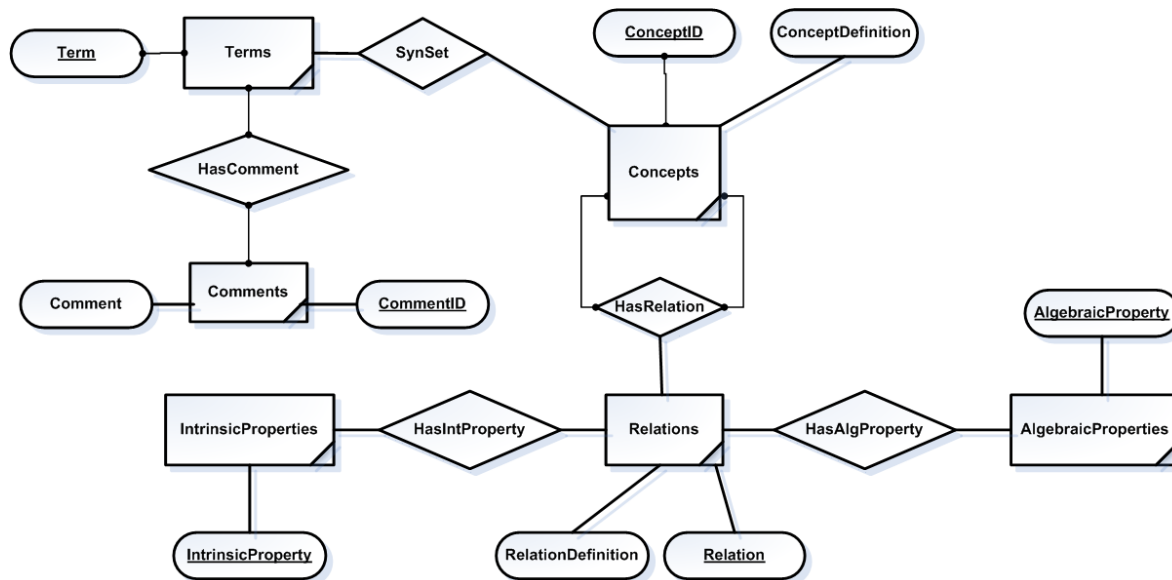 Term
Terms
SynSet
ConceptID
ConceptDefinition
HasComment
Concepts
Comment
Comments
CommentID
HasRelation
AlgebraicProperty
IntrinsicProperties
HasIntProperty
Relations
HasAlgProperty
AlgebraicProperties
IntrinsicProperty
RelationDefinition
Relation